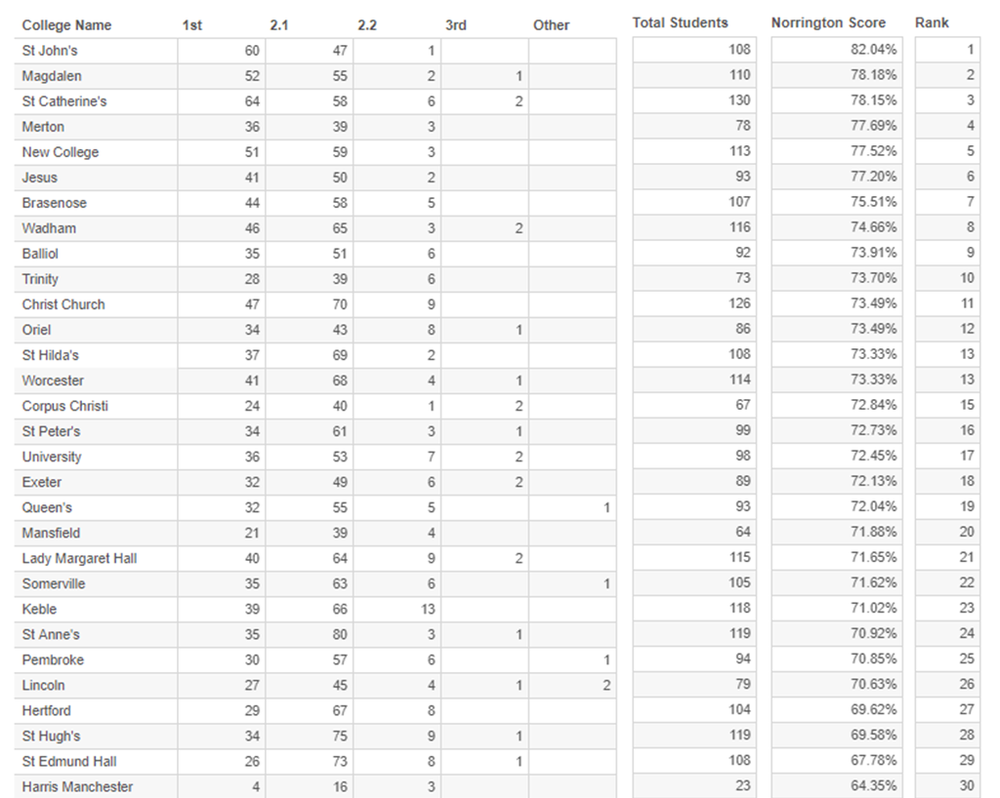 College Name 1st 2.1 2.2 3rd Other Total Students Norrington Score Rank
St John's 60 47 1 108 82.04% 1
Magdalen 52 55 2 1 110 78.18% 2
St Catherine's 64 58 6 2 130 78.15% 3
Merton 36 39 3 78 77.69% 4
New College 51 59 3 113 77.52% 5
Jesus 41 50 2 93 77.20% 6
Brasenose 44 58 5 107 75.51% 7
Wadham 46 65 3 2 116 74.66% 8
Balliol 35 51 6 92 73.91% 9
Trinity 28 39 6 73 73.70% 10
Christ Church 47 70 9 126 73.49% 11
Oriel 34 43 8 1 86 73.49% 12
St Hilda's 37 69 2 108 73.33% 13
Worcester 41 68 4 1 114 73.33% 13
Corpus Christi 24 40 1 2 67 72.84% 15
St Peter's 34 61 3 1 99 72.73% 16
University 36 53 7 2 98 72.45% 17
Exeter 32 49 6 2 89 72.13% 18
Queen's 32 55 5 1 93 72.04% 19
Mansfield 21 39 4 64 71.88% 20
Lady Margaret Hall 40 64 9 2 115 71.65% 21
Somerville 35 63 6 1 105 71.62% 22
Keble 39 66 13 118 71.02% 23
St Anne's 35 80 3 1 119 70.92% 24
Pembroke 30 57 6 1 94 70.85% 25
Lincoln 27 45 4 1 2 79 70.63% 26
Hertford 29 67 8 104 69.62% 27
St Hugh's 34 75 9 1 119 69.58% 28
St Edmund Hall 26 73 8 1 108 67.78% 29
Harris Manchester 4 16 3 23 64.35% 30